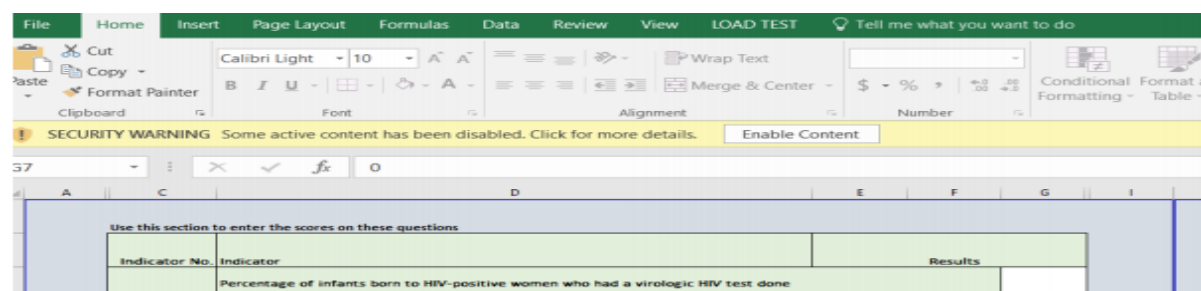 File Home Insert Page Layout Formulas Data Review View LOAD TEST Tell me what you want to do
Cut
Copy
Paste
Format Painter
Clipboard
Calibri Light 10 A A
B I U A
Font
Wrap Text
Merge & Center
Alignment
$ % ,
Number
Conditional
Formatting
Format
Table
SECURITY WARNING Some active content has been disabled. Click for more details. Enable Content
G7 fx 0
A C D E F G I
Use this section to enter the scores on these questions
Indicator No. Indicator Results
Percentage of infants born to HIV-positive women who had a virologic HIV test done